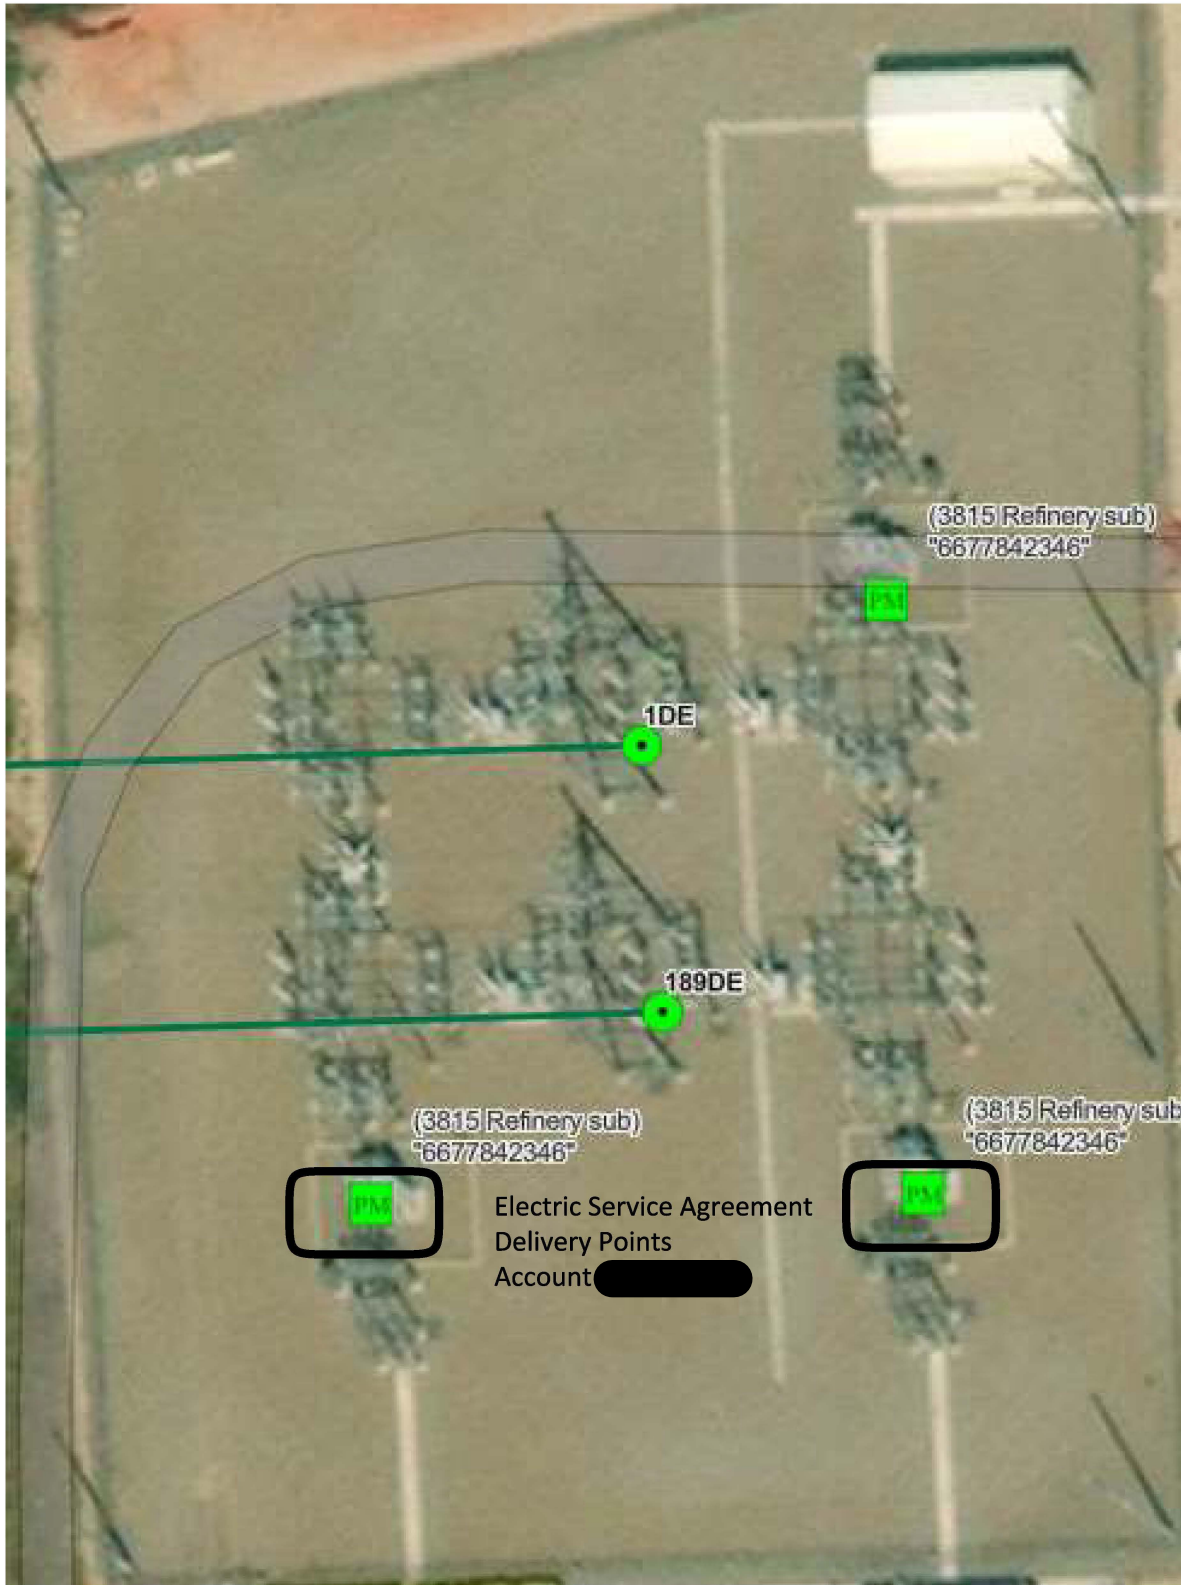 (3815 Refinery sub)
"6677842346"
PM
1DE
189DE
(3815 Refinery sub)
"6677842346"
PM
(3815 Refinery sub
"6677842346"
PM
Electric Service Agreement
Delivery Points
Account